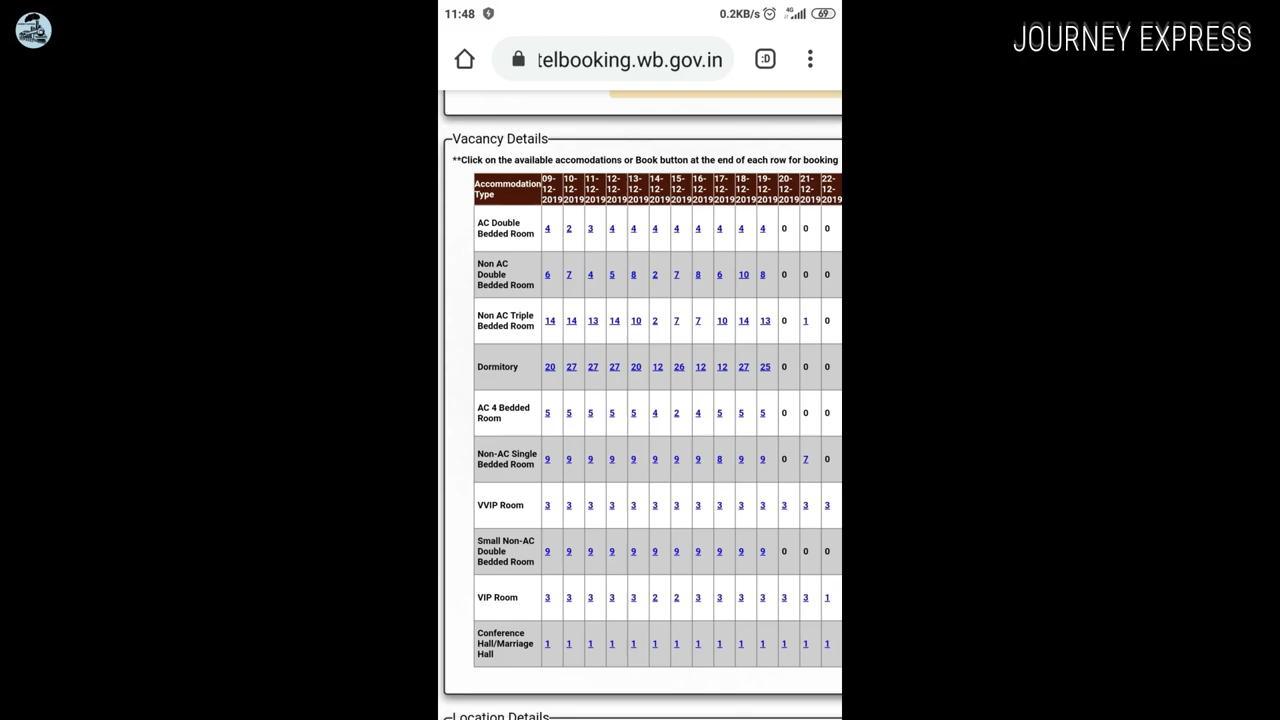 11:48 0.2KB/s 4G 69
JOURNEY EXPRESS
telbooking.wb.gov.in :D
Vacancy Details
**Click on the available accomodations or Book button at the end of each row for booking
Accommodation Type 09-12-2019 10-12-2019 11-12-2019 12-12-2019 13-12-2019 14-12-2019 15-12-2019 16-12-2019 17-12-2019 18-12-2019 19-12-2019 20-12-2019 21-12-2019 22-12-2019
AC Double Bedded Room 4 2 3 4 4 4 4 4 4 4 4 0 0 0
Non AC Double Bedded Room 6 7 4 5 8 2 7 8 6 10 8 0 0 0
Non AC Triple Bedded Room 14 14 13 14 10 2 7 7 10 14 13 0 1 0
Dormitory 20 27 27 27 20 12 26 12 12 27 25 0 0 0
AC 4 Bedded Room 5 5 5 5 5 4 2 4 5 5 5 0 0 0
Non-AC Single Bedded Room 9 9 9 9 9 9 9 9 8 9 9 0 7 0
VVIP Room 3 3 3 3 3 3 3 3 3 3 3 3 3 3
Small Non-AC Double Bedded Room 9 9 9 9 9 9 9 9 9 9 9 0 0 0
VIP Room 3 3 3 3 3 2 2 3 3 3 3 3 3 1
Conference Hall/Marriage Hall 1 1 1 1 1 1 1 1 1 1 1 1 1 1
Location Details